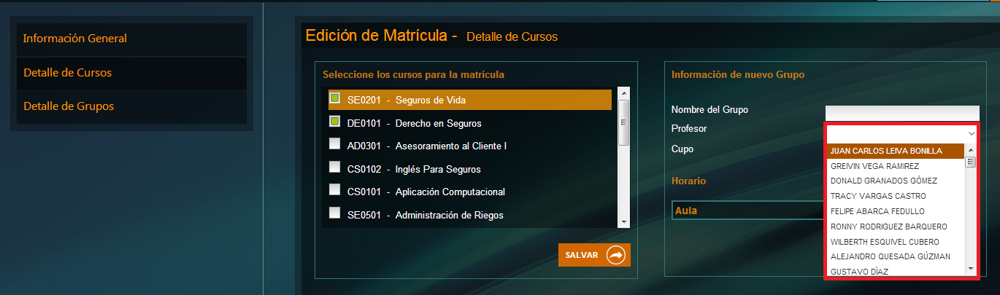 Información General
Detalle de Cursos
Detalle de Grupos
Edición de Matrícula - Detalle de Cursos
Seleccione los cursos para la matrícula
SE0201 - Seguros de Vida
DE0101 - Derecho en Seguros
AD0301 - Asesoramiento al Cliente I
CS0102 - Inglés Para Seguros
CS0101 - Aplicación Computacional
SE0501 - Administración de Riegos
SALVAR
Información de nuevo Grupo
Nombre del Grupo
Profesor
Cupo
Horario
Aula
JUAN CARLOS LEIVA BONILLA
GREIVIN VEGA RAMIREZ
DONALD GRANADOS GÓMEZ
TRACY VARGAS CASTRO
FELIPE ABARCA FEDULLO
RONNY RODRIGUEZ BARQUERO
WILBERTH ESQUIVEL CUBERO
ALEJANDRO QUESADA GÚZMAN
GUSTAVO DÍAZ